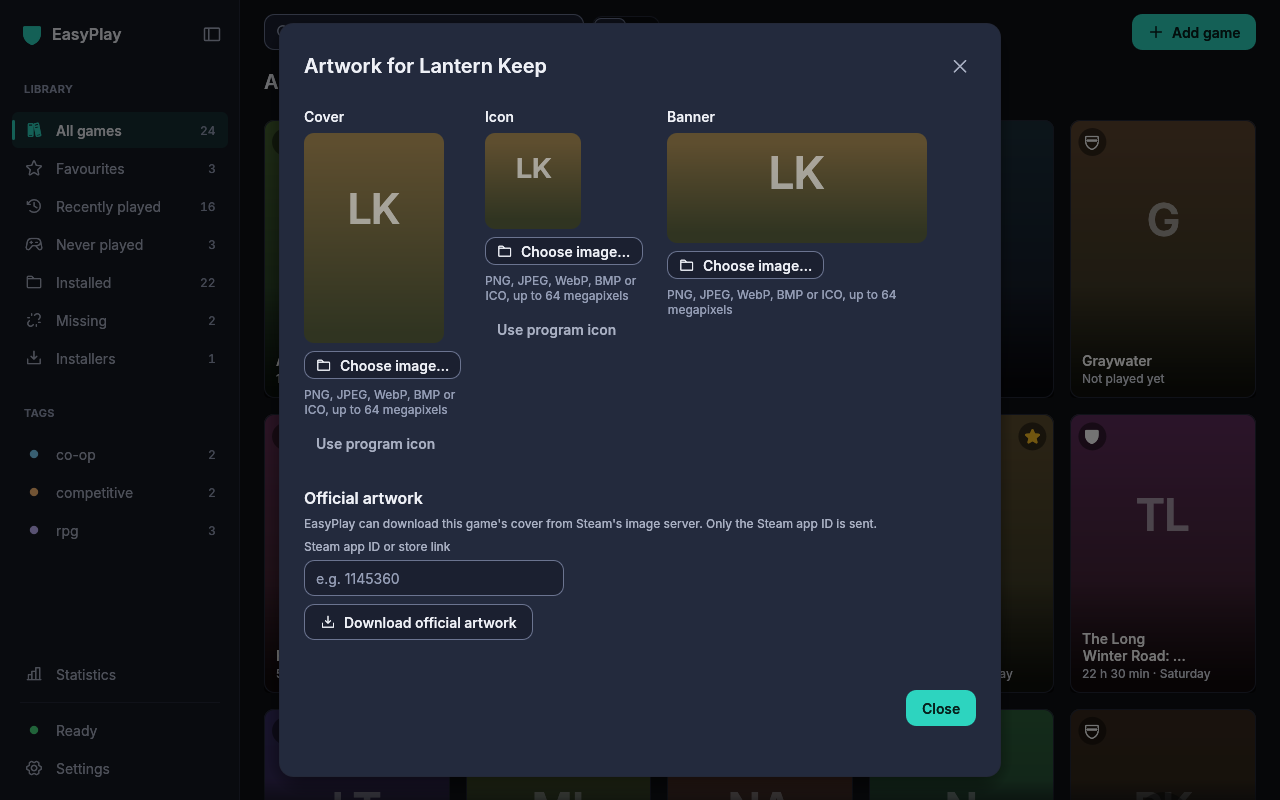 EasyPlay
Add game
LIBRARY
All games 24
Favourites 3
Recently played 16
Never played 3
Installed 22
Missing 2
Installers 1
TAGS
co-op 2
competitive 2
rpg 3
Statistics
Ready
Settings
Artwork for Lantern Keep
Cover
LK
Choose image...
PNG, JPEG, WebP, BMP or
ICO, up to 64 megapixels
Use program icon
Icon
LK
Choose image...
PNG, JPEG, WebP, BMP or
ICO, up to 64 megapixels
Use program icon
Banner
LK
Choose image...
PNG, JPEG, WebP, BMP or ICO, up to 64
megapixels
Official artwork
EasyPlay can download this game's cover from Steam's image server. Only the Steam app ID is sent.
Steam app ID or store link
e.g. 1145360
Download official artwork
Close
G
Graywater
Not played yet
TL
The Long
Winter Road: ...
22 h 30 min · Saturday